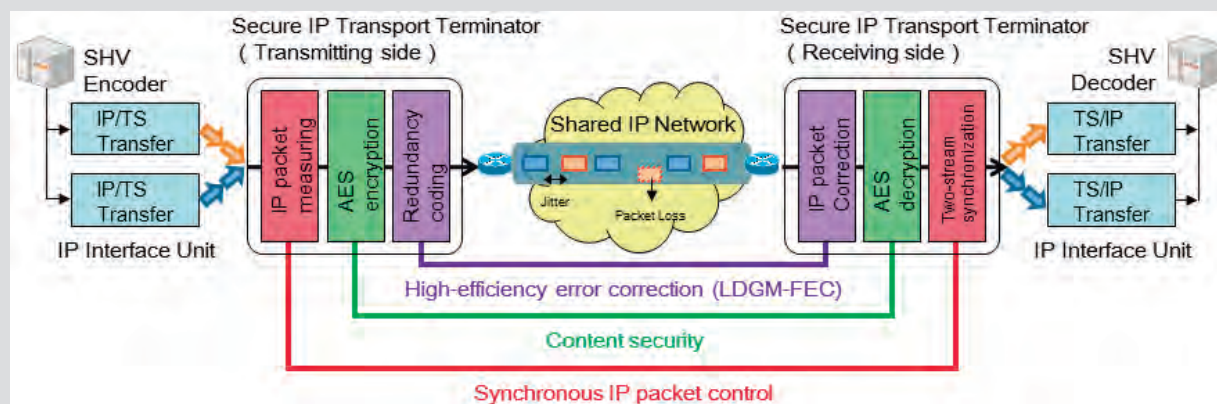 Secure IP Transport Terminator
( Transmitting side )
SHV
Encoder
IP/TS
Transfer
IP/TS
Transfer
IP Interface Unit
IP packet
measuring
AES
encryption
Redundancy
coding
Shared IP Network
Jitter
Packet Loss
Secure IP Transport Terminator
( Receiving side )
IP packet
Correction
AES
decryption
Two-stream
synchronization
SHV
Decoder
TS/IP
Transfer
TS/IP
Transfer
IP Interface Unit
High-efficiency error correction (LDGM-FEC)
Content security
Synchronous IP packet control